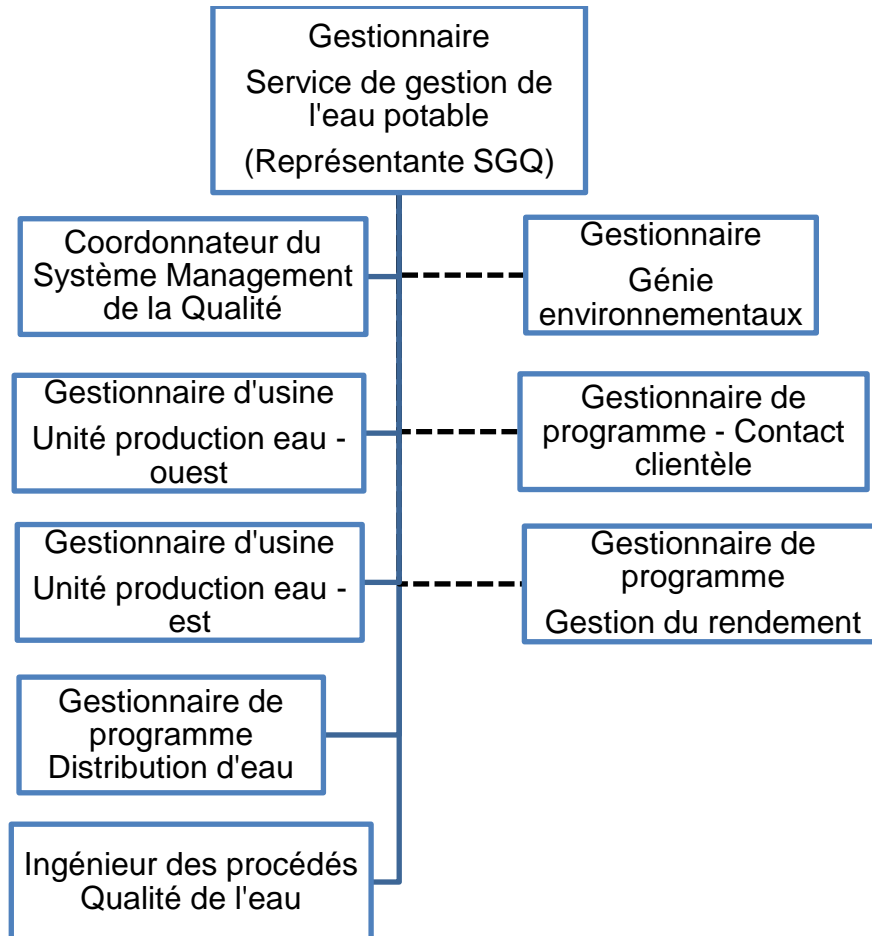 Gestionnaire
Service de gestion de
l'eau potable
(Représentante SGQ)
Coordonnateur du
Système Management
de la Qualité
Gestionnaire
Génie
environnementaux
Gestionnaire d'usine
Unité production eau -
ouest
Gestionnaire de
programme - Contact
clientèle
Gestionnaire d'usine
Unité production eau -
est
Gestionnaire de
programme
Gestion du rendement
Gestionnaire de
programme
Distribution d'eau
Ingénieur des procédés
Qualité de l'eau